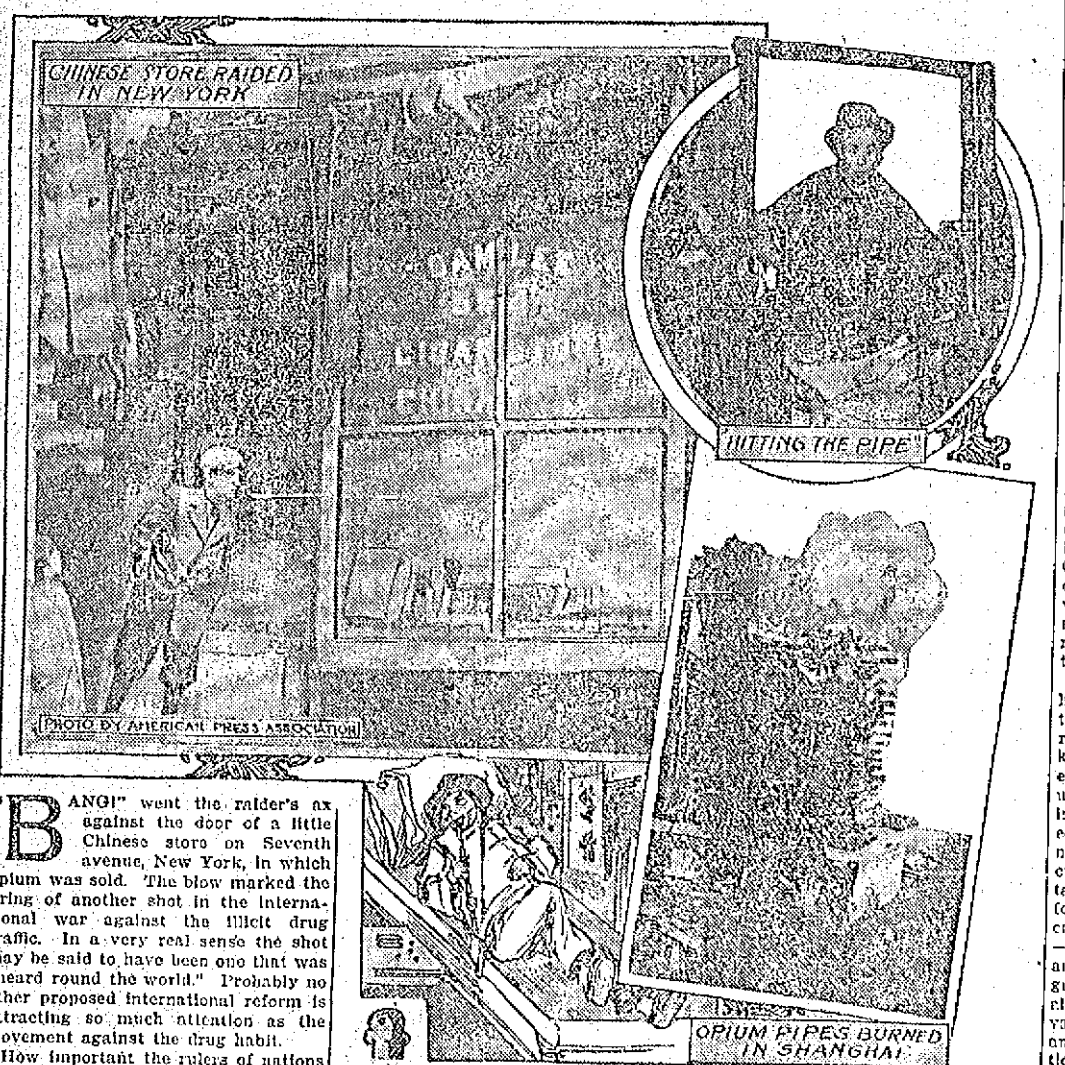 CHINESE STORE RAIDED
IN NEW YORK
"HITTING THE PIPE"
PHOTO BY AMERICAN PRESS ASSOCIATION
"BANG!" went the raider's ax
against the door of a little
Chinese store on Seventh
avenue, New York, in which
pium was sold. The blow marked the
ring of another shot in the interna-
onal war against the illicit drug
raffic. In a very real sense the shot
may be said to have been one that was
heard round the world." Probably no
ther proposed international reform is
ttracting so much attention as the
ovement against the drug habit.
How important the rulers of nations
OPIUM PIPES BURNED
IN SHANGHAI